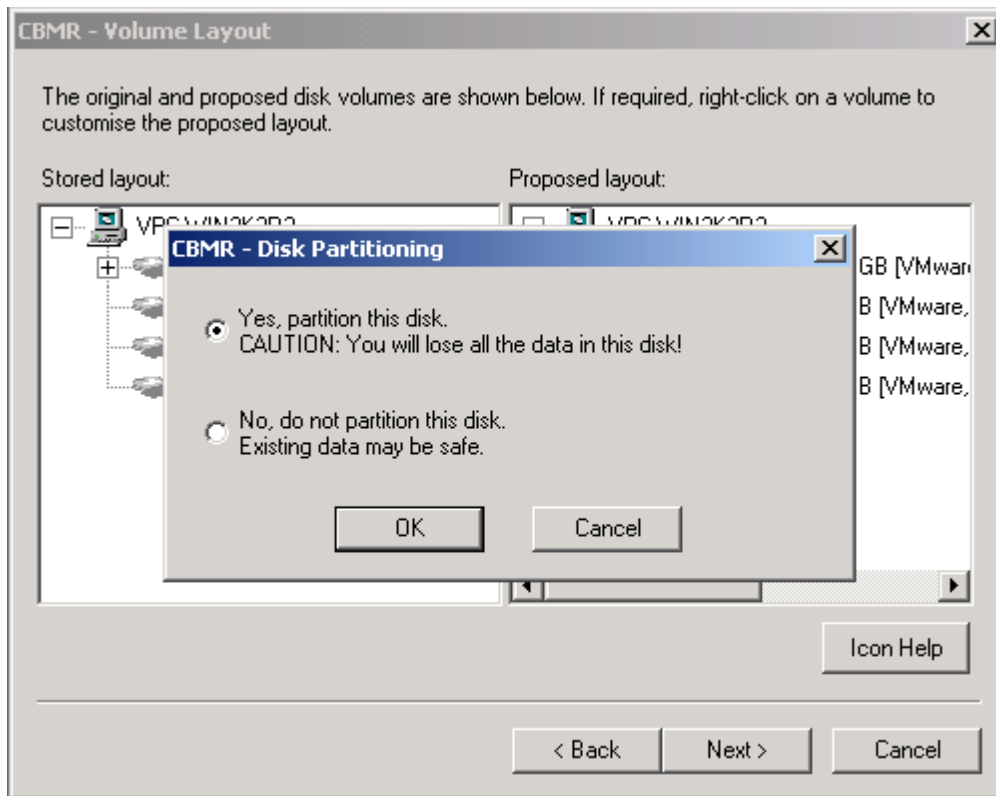 CBMR - Volume Layout
The original and proposed disk volumes are shown below. If required, right-click on a volume to
customise the proposed layout.
Stored layout:
Proposed layout:
CBMR - Disk Partitioning
GB [VMware
B [VMware,
B [VMware,
B [VMware,
Yes, partition this disk.
CAUTION: You will lose all the data in this disk!
No, do not partition this disk.
Existing data may be safe.
OK
Cancel
Icon Help
< Back
Next >
Cancel